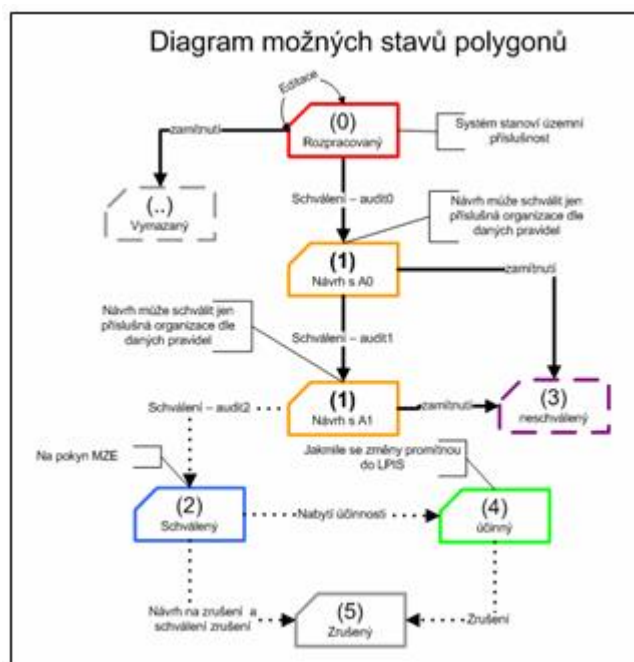 Diagram možných stavů polygonů
Editace
(0)
Rozpracovaný
zamítnutí
Systém stanoví územní
příslušnost
(..)
Vymazaný
Schválení – audit0
Návrh může schválit jen
příslušná organizace dle
daných pravidel
(1)
Návrh s A0
zamítnutí
Návrh může schválit jen
příslušná organizace dle
daných pravidel
Schválení – audit1
(1)
Návrh s A1
zamítnutí
(3)
neschválený
Schválení – audit2
Na pokyn MZE
Jakmile se změny promítnou
do LPIS
(2)
Schválený
Nabytí účinnosti
(4)
účinný
Návrh na zrušení a
schválení zrušení
(5)
Zrušený
Zrušení